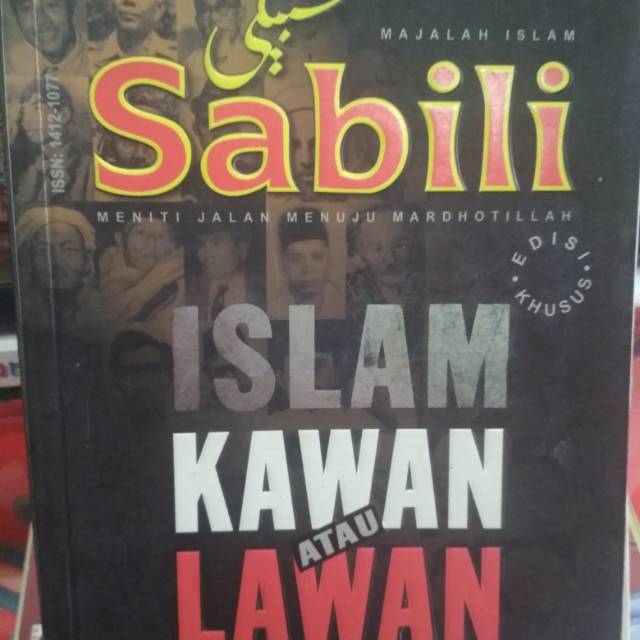 سبيلي
MAJALAH ISLAM
Sabili
ISSN: 1412-1077
MENITI JALAN MENUJU MARDHOTILLAH
• EDISI •
KHUSUS
ISLAM
KAWAN
ATAU
LAWAN